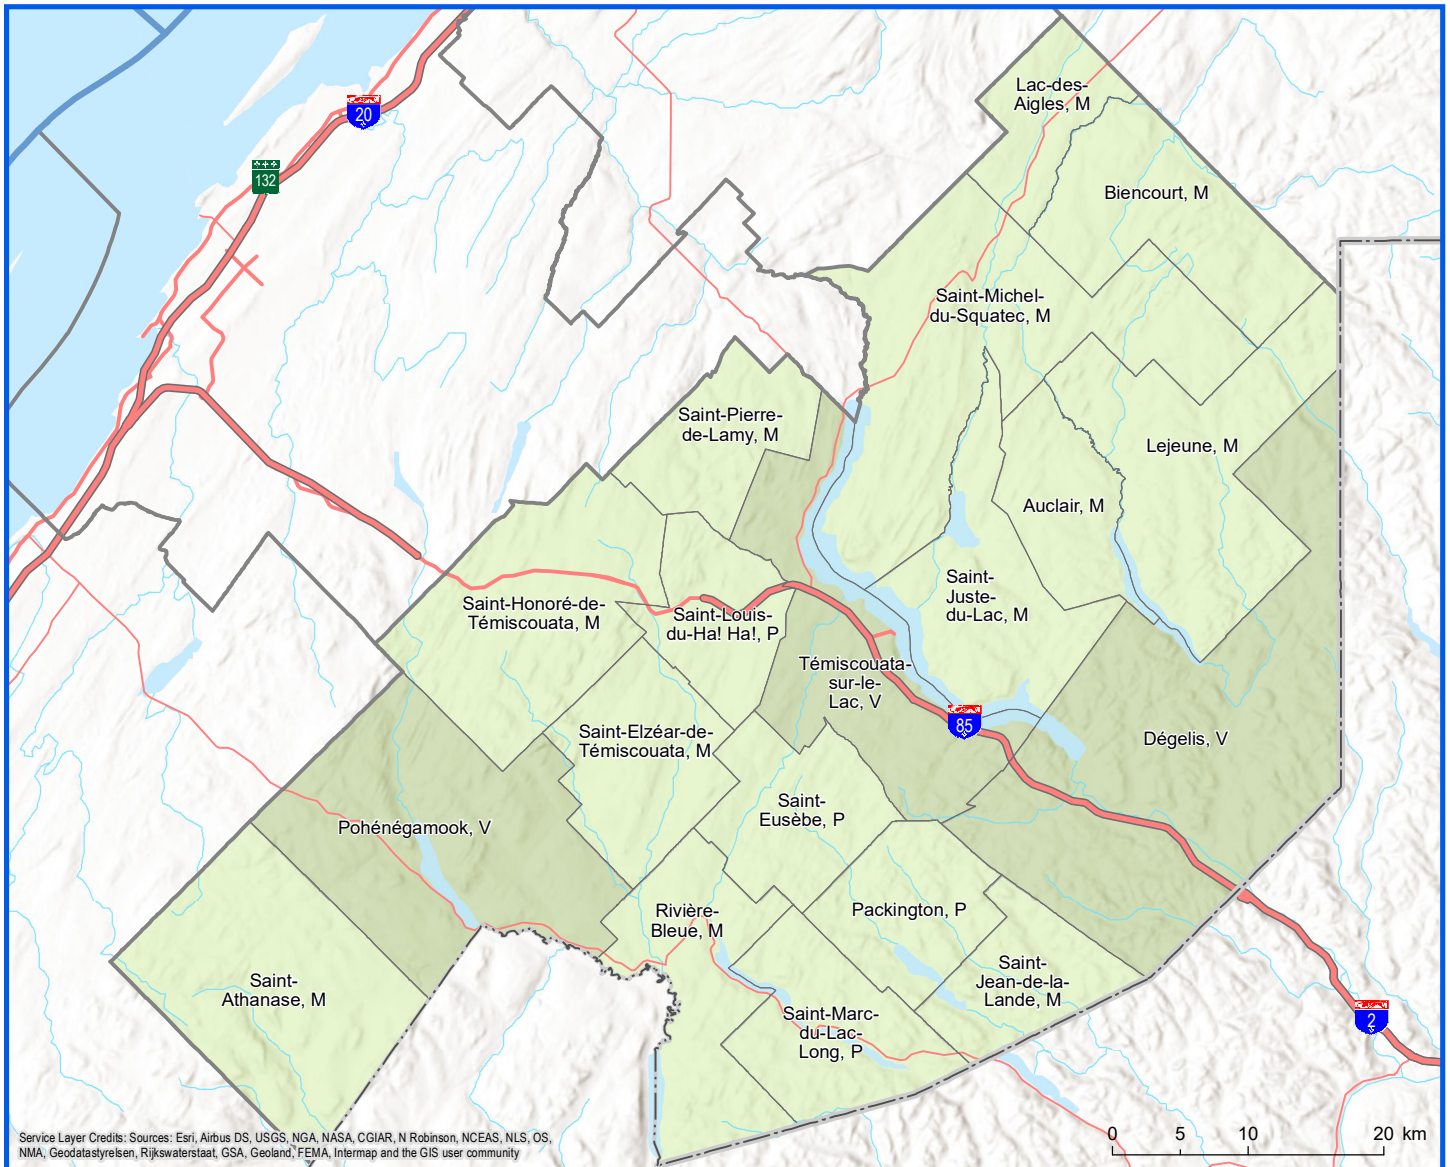 Lac-des-
Aigles, M
20
132
Biencourt, M
Saint-Michel-
du-Squatec, M
Saint-Pierre-
de-Lamy, M
Lejeune, M
Auclair, M
Saint-Honoré-de-
Témiscouata, M
Saint-Louis-
du-Ha! Ha!, P
Saint-
Juste-
du-Lac, M
Témiscouata-
sur-le-
Lac, V
85
Saint-Elzéar-de-
Témiscouata, M
Dégelis, V
Saint-
Eusèbe, P
Pohénégamook, V
Rivière-
Bleue, M
Packington, P
Saint-
Athanase, M
Saint-
Jean-de-la-
Lande, M
Saint-Marc-
du-Lac-
Long, P
2
Service Layer Credits: Sources: Esri, Airbus DS, USGS, NGA, NASA, CGIAR, N Robinson, NCEAS, NLS, OS,
NMA, Geodatastyrelsen, Rijkswaterstaat, GSA, Geoland, FEMA, Intermap and the GIS user community
0 5 10 20 km